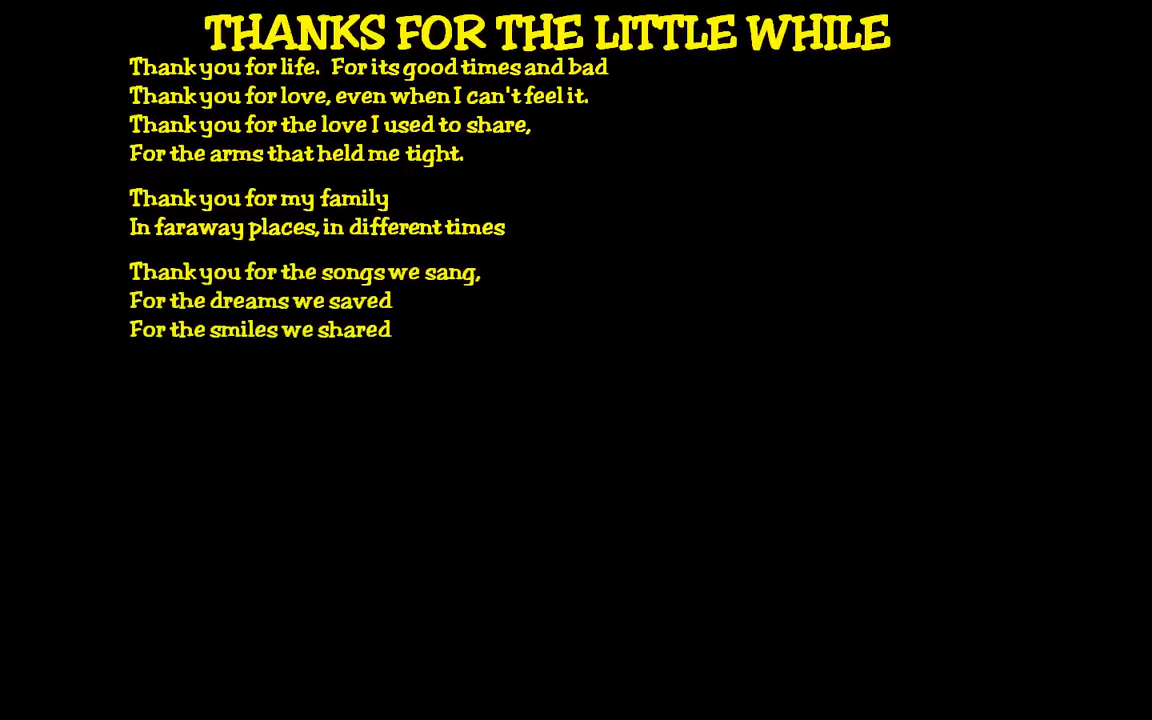 THANKS FOR THE LITTLE WHILE
Thank you for life.  For its good times and bad
Thank you for love, even when I can't feel it.
Thank you for the love I used to share,
For the arms that held me tight.
Thank you for my family
In faraway places, in different times
Thank you for the songs we sang,
For the dreams we saved
For the smiles we shared